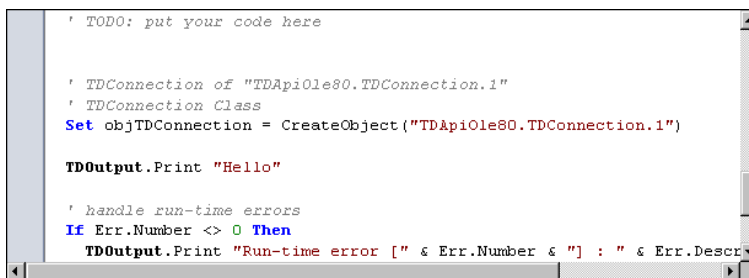 ' TODO: put your code here
' TDConnection of "TDApiOle80.TDConnection.1"
' TDConnection Class
Set objTDConnection = CreateObject("TDApiOle80.TDConnection.1")
TDOutput.Print "Hello"
' handle run-time errors
If Err.Number <> 0 Then
TDOutput.Print "Run-time error [" & Err.Number & "] : " & Err.Descr